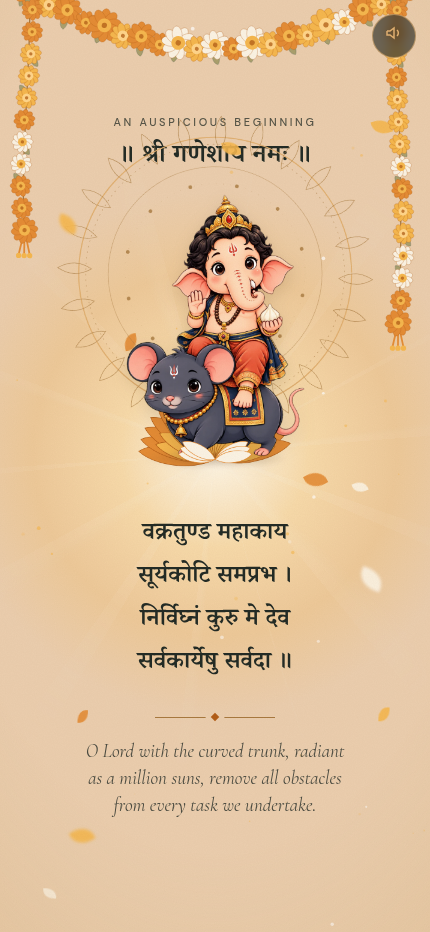 AN AUSPICIOUS BEGINNING
॥ श्री गणेशाय नमः ॥
वक्रतुण्ड महाकाय
सूर्यकोटि समप्रभ ।
निर्विघ्नं कुरु मे देव
सर्वकार्येषु सर्वदा ॥
O Lord with the curved trunk, radiant
as a million suns, remove all obstacles
from every task we undertake.